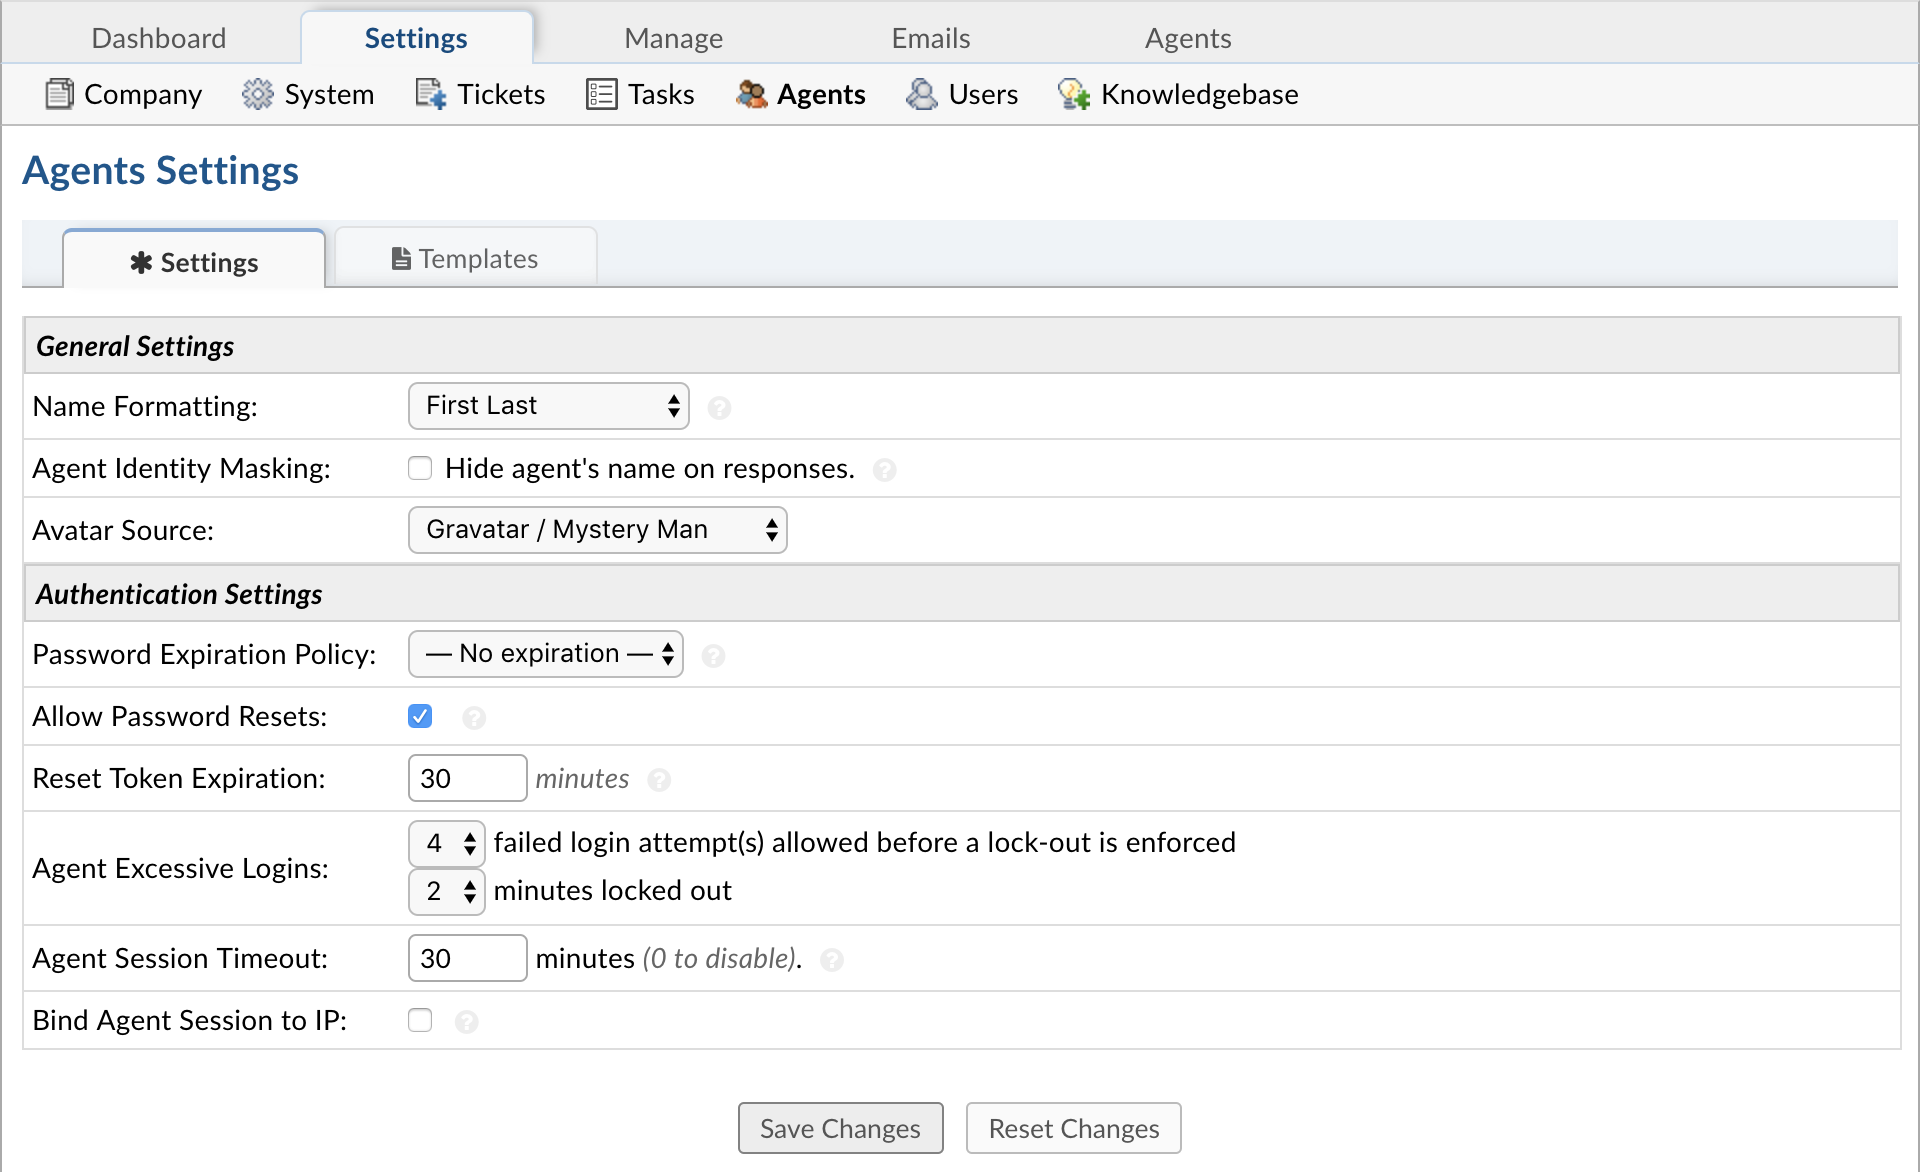 Dashboard Settings Manage Emails Agents
Company System Tickets Tasks Agents Users Knowledgebase
Agents Settings
Settings Templates
General Settings
Name Formatting: First Last
Agent Identity Masking: Hide agent's name on responses.
Avatar Source: Gravatar / Mystery Man
Authentication Settings
Password Expiration Policy: — No expiration —
Allow Password Resets:
Reset Token Expiration: 30 minutes
Agent Excessive Logins: 4 failed login attempt(s) allowed before a lock-out is enforced
2 minutes locked out
Agent Session Timeout: 30 minutes (0 to disable).
Bind Agent Session to IP:
Save Changes Reset Changes